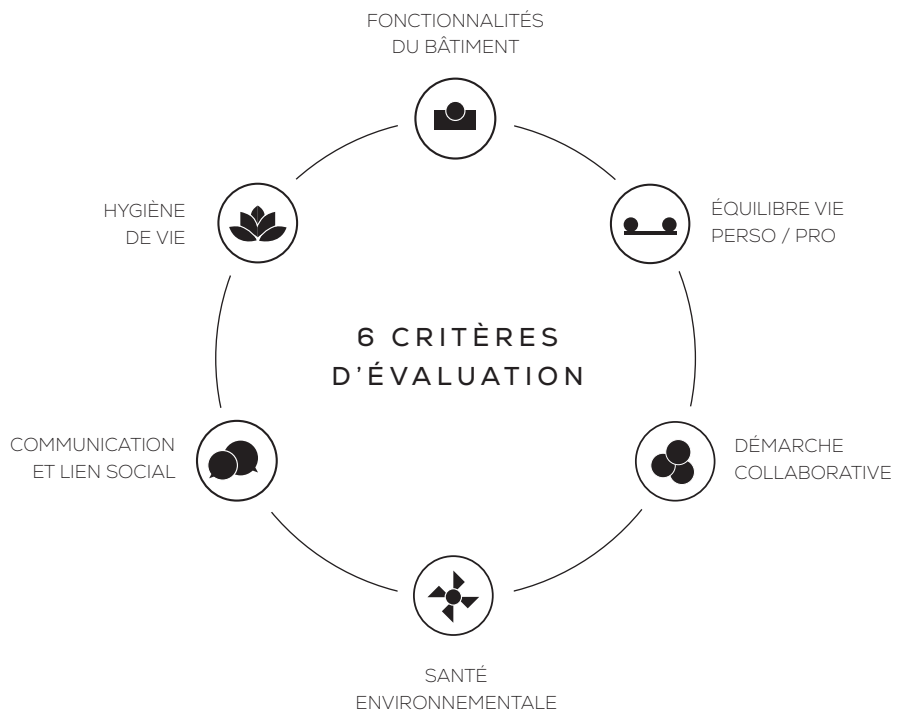 FONCTIONNALITÉS
DU BÂTIMENT
HYGIÈNE
DE VIE
ÉQUILIBRE VIE
PERSO / PRO
6 CRITÈRES
D’ÉVALUATION
COMMUNICATION
ET LIEN SOCIAL
DÉMARCHE
COLLABORATIVE
SANTÉ
ENVIRONNEMENTALE